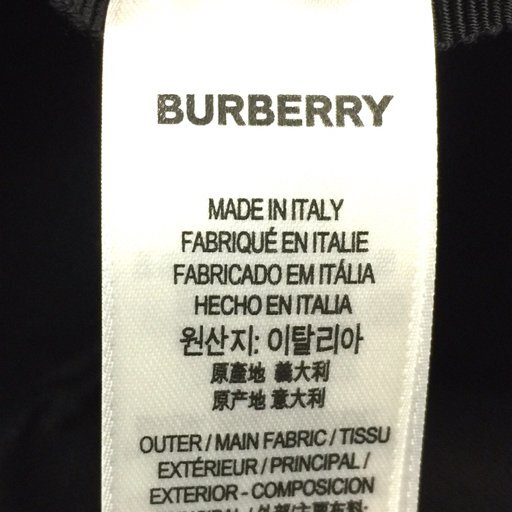 BURBERRY
MADE IN ITALY
FABRIQUÉ EN ITALIE
FABRICADO EM ITÁLIA
HECHO EN ITALIA
원산지: 이탈리아
原產地 義大利
原产地 意大利
OUTER / MAIN FABRIC / TISSU
EXTÉRIEUR / PRINCIPAL /
EXTERIOR - COMPOSICION